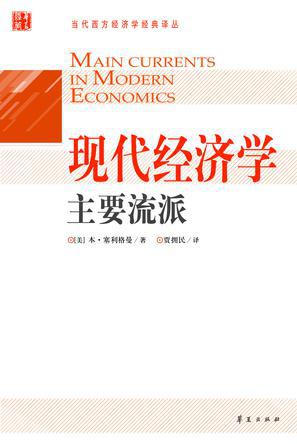 当代西方经济学经典译丛
MAIN CURRENTS
IN MODERN
ECONOMICS
现代经济学
主要流派
[美] 本·塞利格曼/著 贾拥民/译
华夏出版社